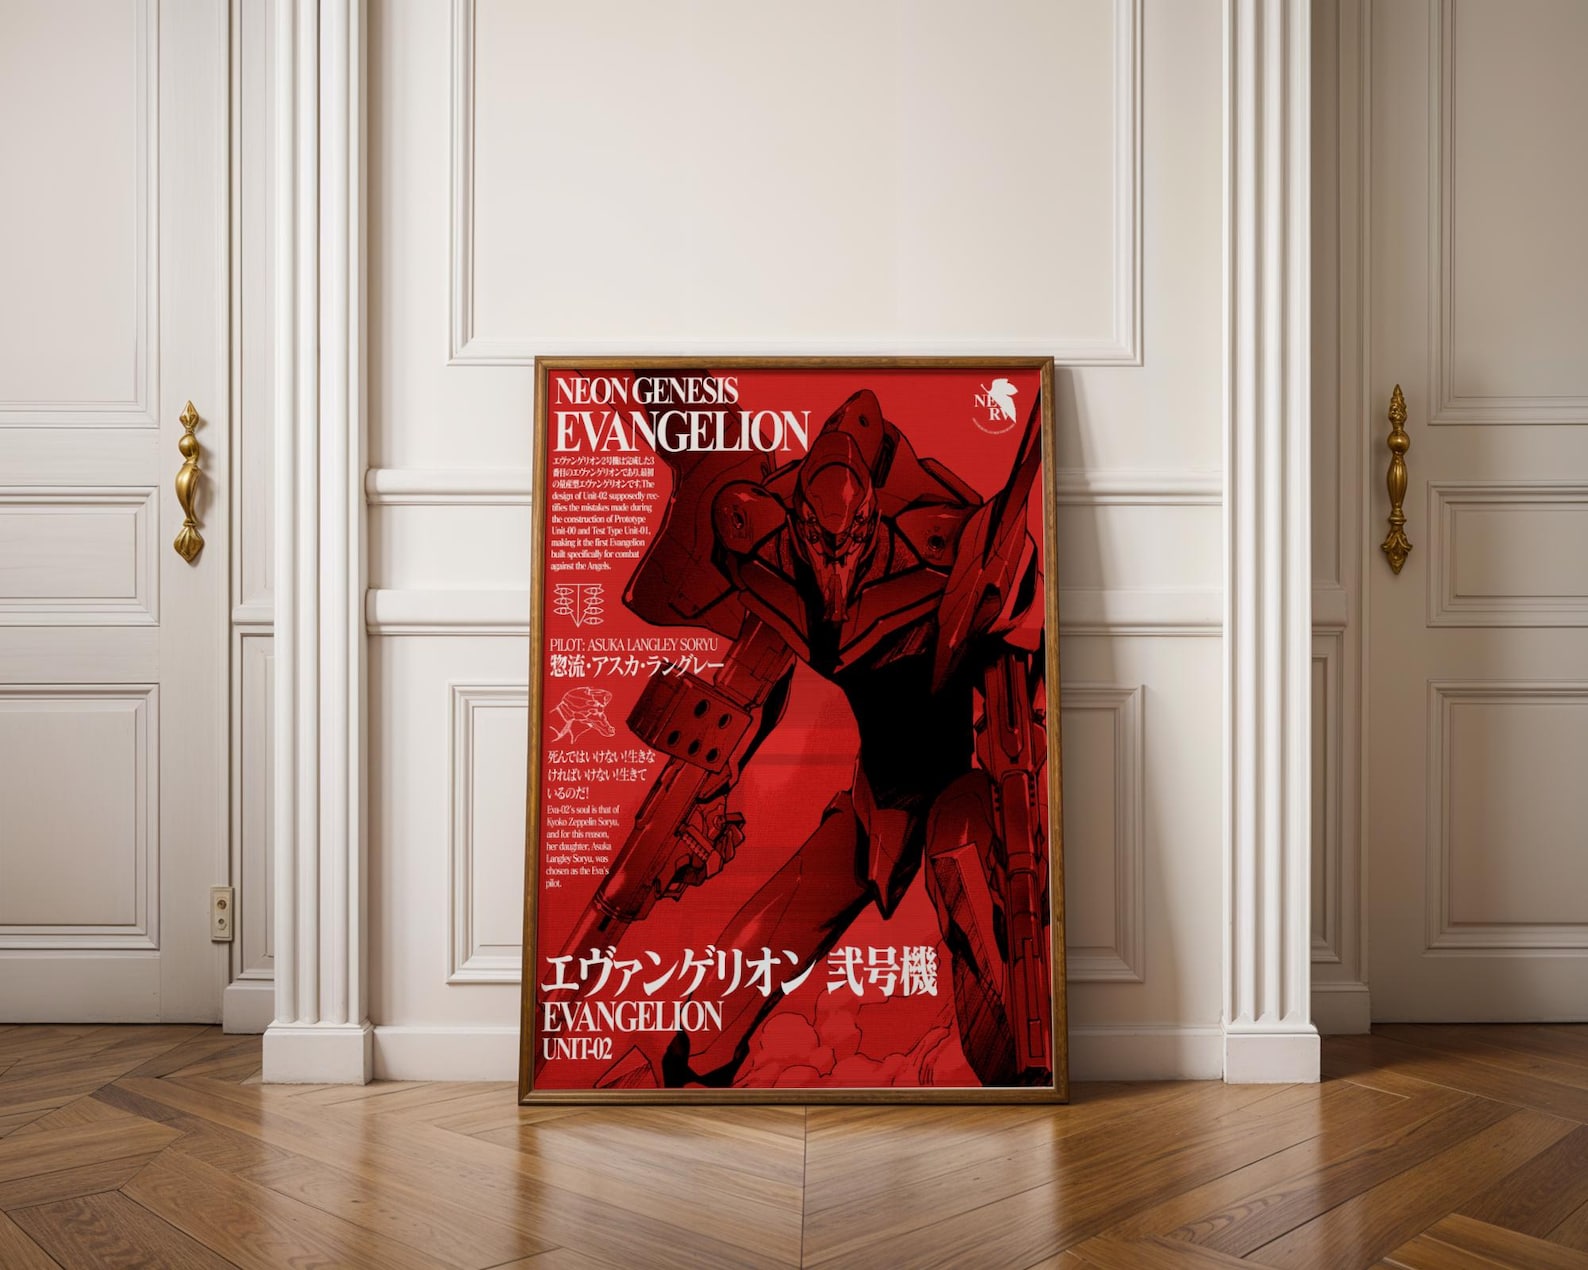 NEON GENESIS
EVANGELION
NE
RV
エヴァンゲリオン2号機は完成した3
番目のエヴァンゲリオンであり、最初
の量産型エヴァンゲリオンです。The
design of Unit-02 supposedly rec-
tifies the mistakes made during
the construction of Prototype
Unit-00 and Test Type Unit-01,
making it the first Evangelion
built specifically for combat
against the Angels.
PILOT: ASUKA LANGLEY SORYU
惣流・アスカ・ラングレー
死んではいけない!生きな
ければいけない!生きて
いるのだ!
Eva-02's soul is that of
Kyoko Zeppelin Soryu,
and for this reason,
her daughter, Asuka
Langley Soryu, was
chosen as the Eva's
pilot.
エヴァンゲリオン 弐号機
EVANGELION
UNIT-02